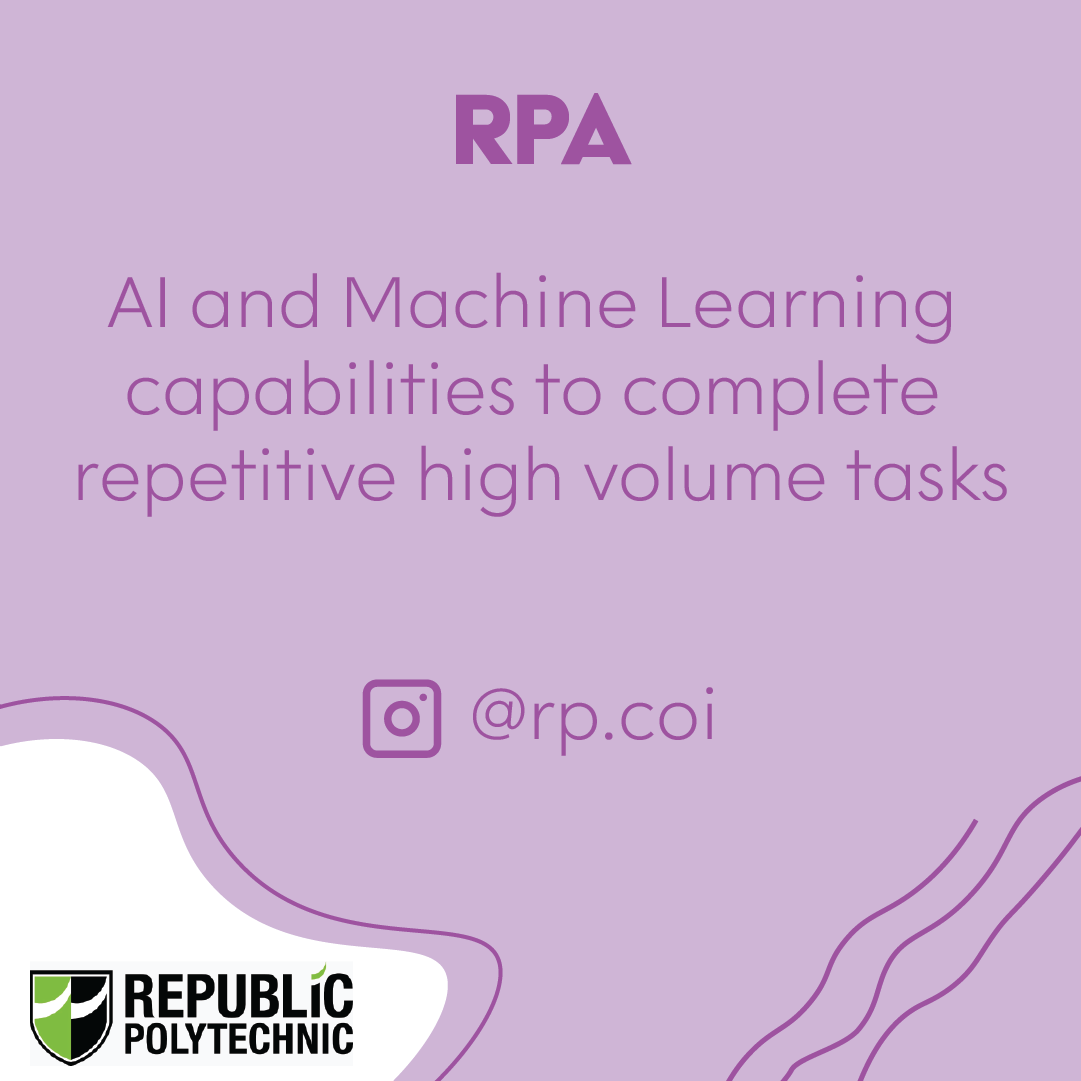 RPA
AI and Machine Learning
capabilities to complete
repetitive high volume tasks
@rp.coi
REPUBLIC
POLYTECHNIC